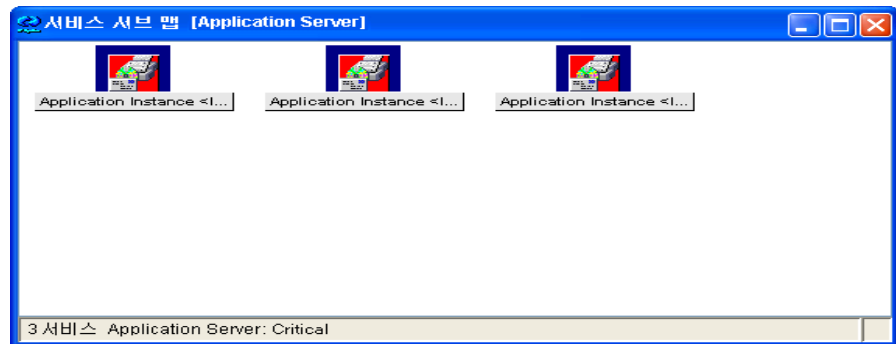 서비스 서브 맵 [Application Server]
Application Instance <I...
Application Instance <I...
Application Instance <I...
3 서비스 Application Server: Critical